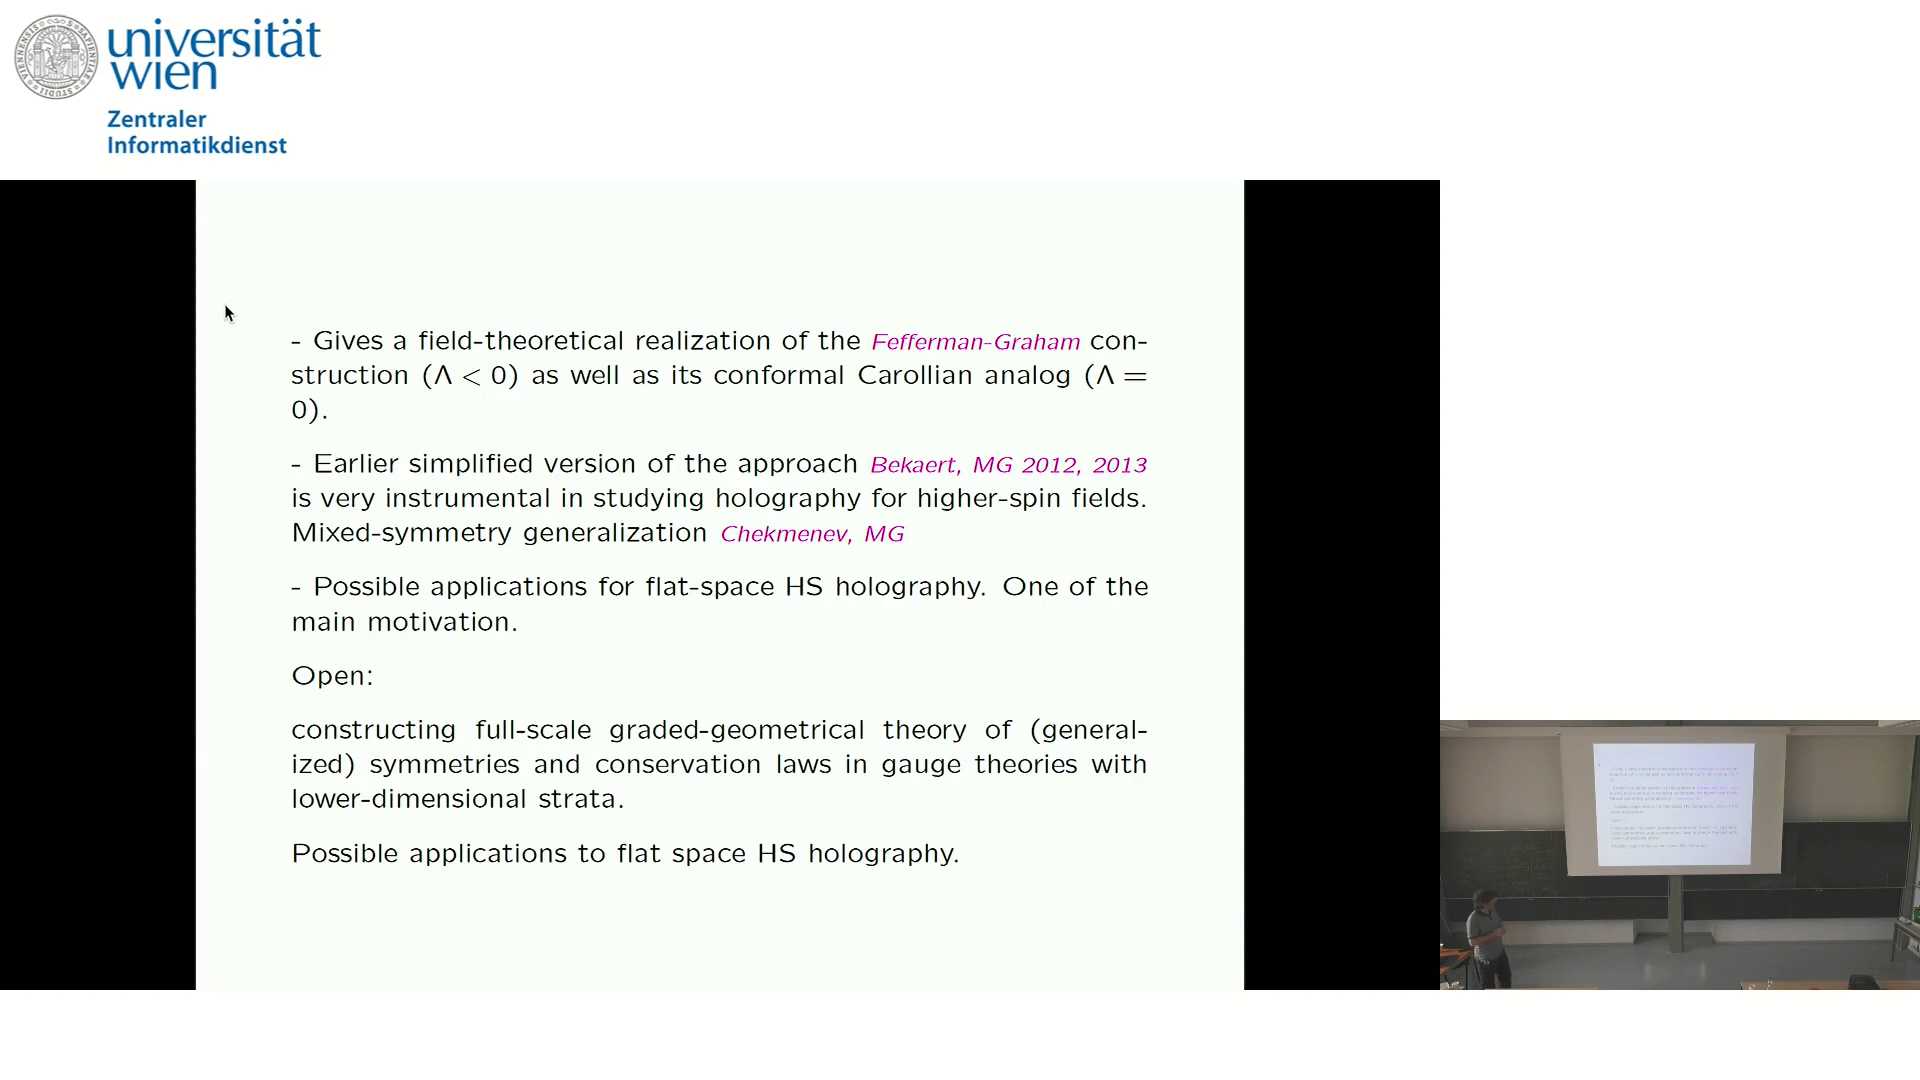 universität
wien
Zentraler
Informatikdienst
- Gives a field-theoretical realization of the Fefferman-Graham con-
struction (Λ < 0) as well as its conformal Carollian analog (Λ =
0).
- Earlier simplified version of the approach Bekaert, MG 2012, 2013
is very instrumental in studying holography for higher-spin fields.
Mixed-symmetry generalization Chekmenev, MG
- Possible applications for flat-space HS holography. One of the
main motivation.
Open:
constructing full-scale graded-geometrical theory of (general-
ized) symmetries and conservation laws in gauge theories with
lower-dimensional strata.
Possible applications to flat space HS holography.